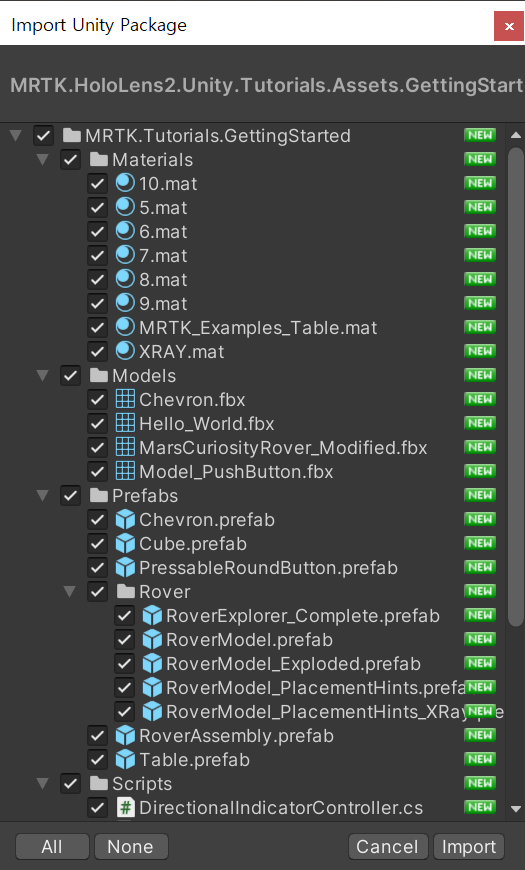 Import Unity Package
MRTK.HoloLens2.Unity.Tutorials.Assets.GettingStart
MRTK.Tutorials.GettingStarted NEW
Materials NEW
10.mat NEW
5.mat NEW
6.mat NEW
7.mat NEW
8.mat NEW
9.mat NEW
MRTK_Examples_Table.mat NEW
XRAY.mat NEW
Models NEW
Chevron.fbx NEW
Hello_World.fbx NEW
MarsCuriosityRover_Modified.fbx NEW
Model_PushButton.fbx NEW
Prefabs NEW
Chevron.prefab NEW
Cube.prefab NEW
PressableRoundButton.prefab NEW
Rover NEW
RoverExplorer_Complete.prefab NEW
RoverModel.prefab NEW
RoverModel_Exploded.prefab NEW
RoverModel_PlacementHints.prefa NEW
RoverModel_PlacementHints_XRay.pre NEW
RoverAssembly.prefab NEW
Table.prefab NEW
Scripts NEW
# DirectionalIndicatorController.cs NEW
All None Cancel Import